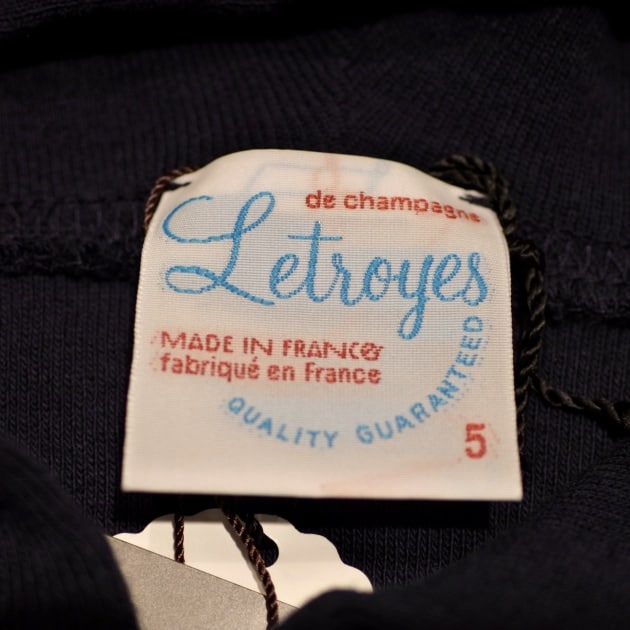 de champagne
Letroyes
MADE IN FRANCE
fabriqué en France
QUALITY GUARANTEED
5